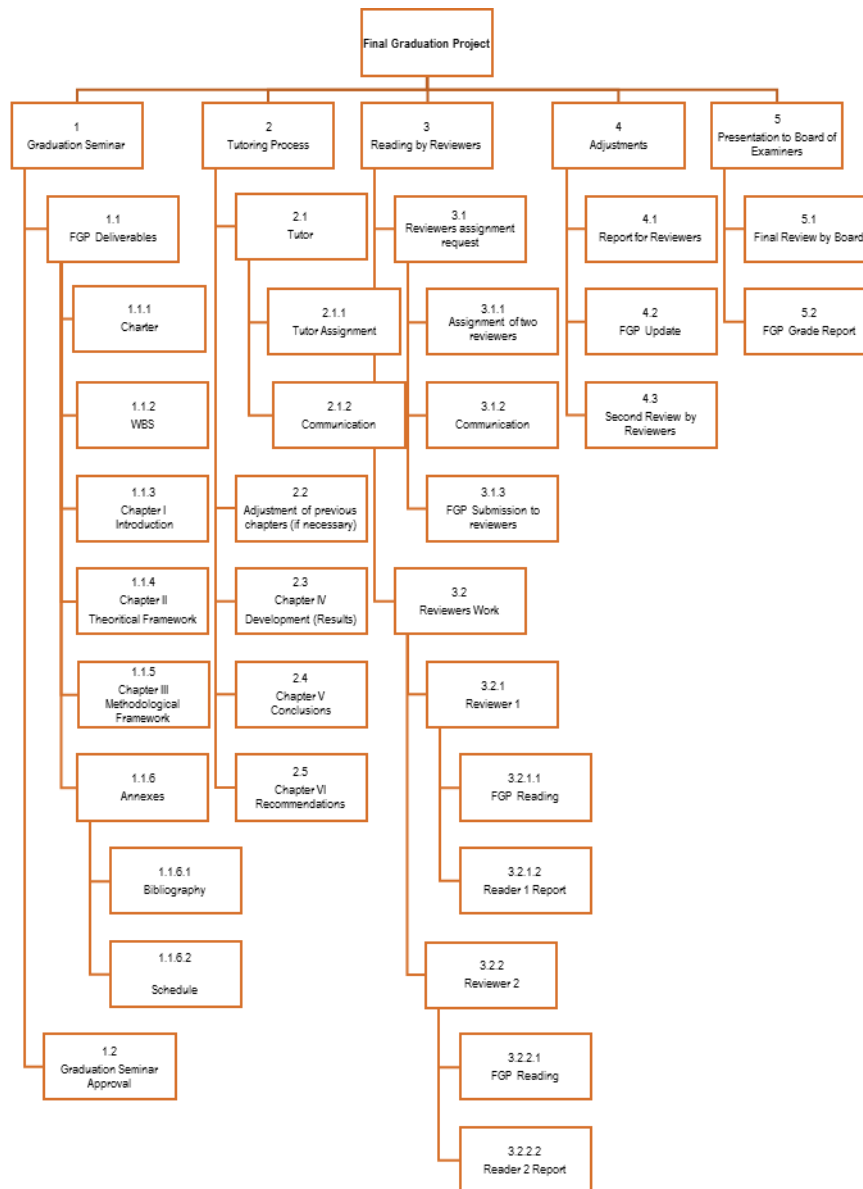 Final Graduation Project
1
Graduation Seminar
1.1
FGP Deliverables
1.1.1
Charter
1.1.2
WBS
1.1.3
Chapter I
Introduction
1.1.4
Chapter II
Theoritical Framework
1.1.5
Chapter III
Methodological
Framework
1.1.6
Annexes
1.1.6.1
Bibliography
1.1.6.2
Schedule
1.2
Graduation Seminar
Approval
2
Tutoring Process
2.1
Tutor
2.1.1
Tutor Assignment
2.1.2
Communication
2.2
Adjustment of previous
chapters (if necessary)
2.3
Chapter IV
Development (Results)
2.4
Chapter V
Conclusions
2.5
Chapter VI
Recommendations
3
Reading by Reviewers
3.1
Reviewers assignment
request
3.1.1
Assignment of two
reviewers
3.1.2
Communication
3.1.3
FGP Submission to
reviewers
3.2
Reviewers Work
3.2.1
Reviewer 1
3.2.1.1
FGP Reading
3.2.1.2
Reader 1 Report
3.2.2
Reviewer 2
3.2.2.1
FGP Reading
3.2.2.2
Reader 2 Report
4
Adjustments
4.1
Report for Reviewers
4.2
FGP Update
4.3
Second Review by
Reviewers
5
Presentation to Board of
Examiners
5.1
Final Review by Board
5.2
FGP Grade Report